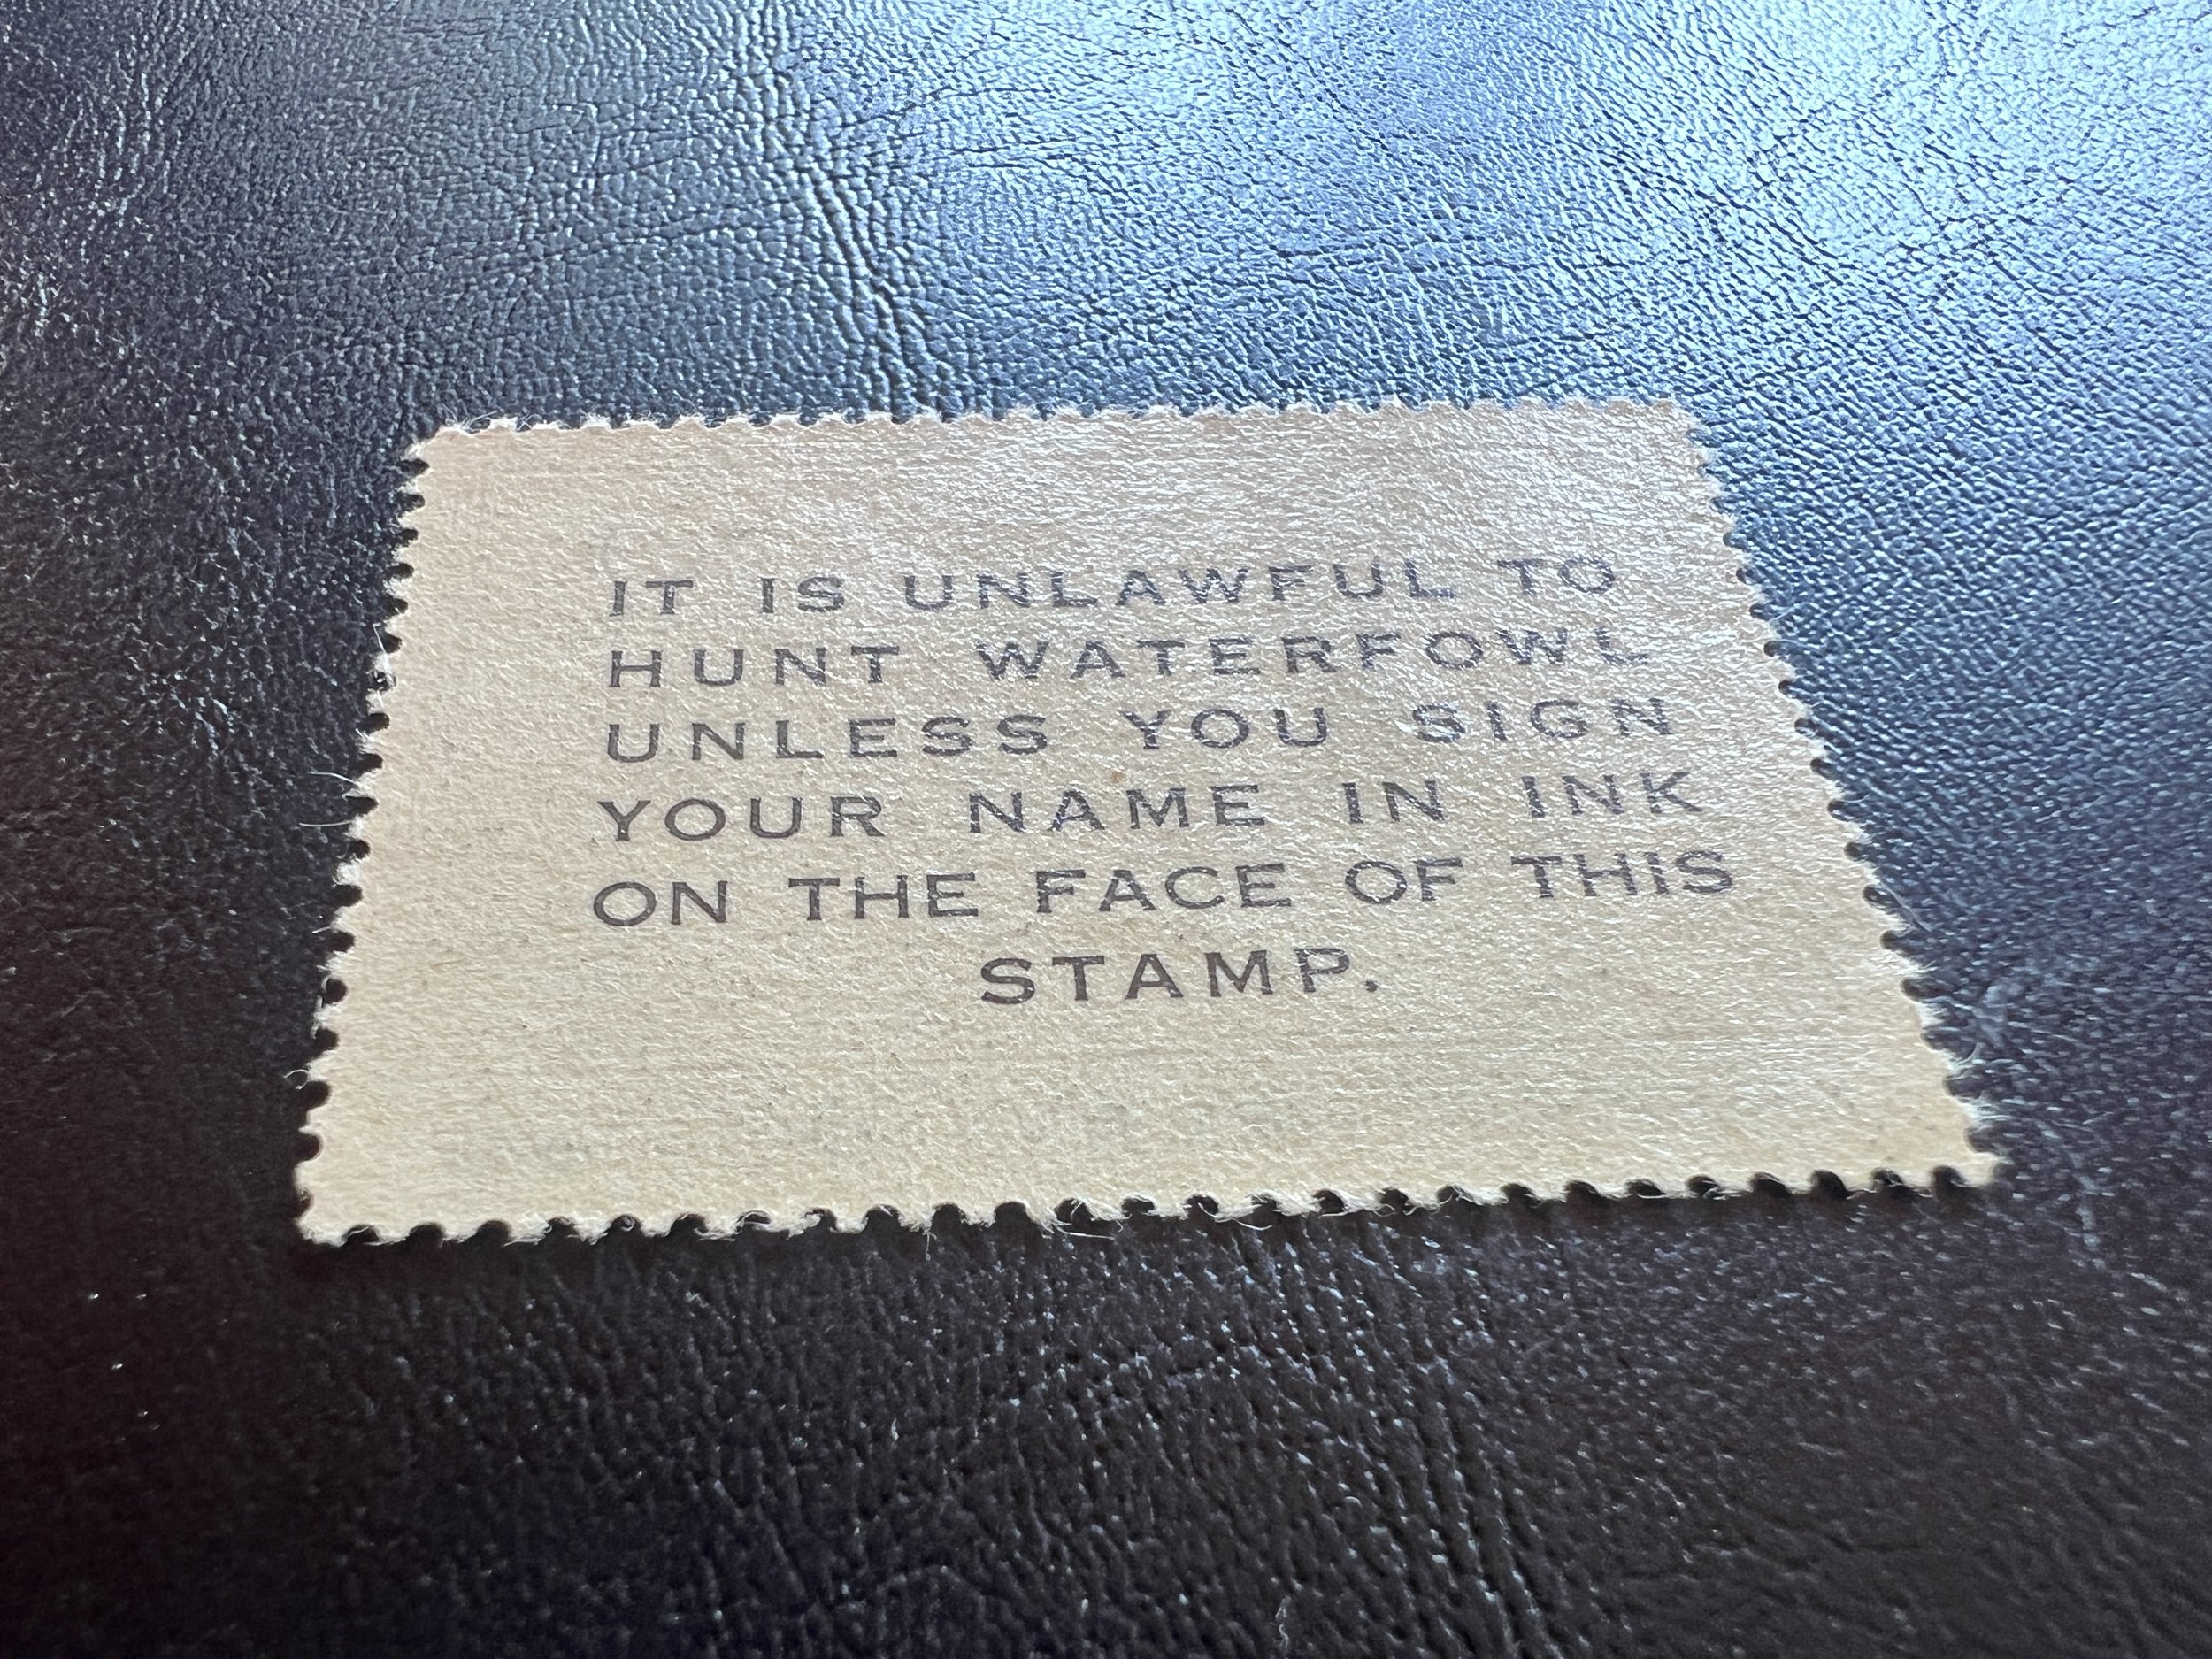 IT IS UNLAWFUL TO
HUNT WATERFOWL
UNLESS YOU SIGN
YOUR NAME IN INK
ON THE FACE OF THIS
STAMP.